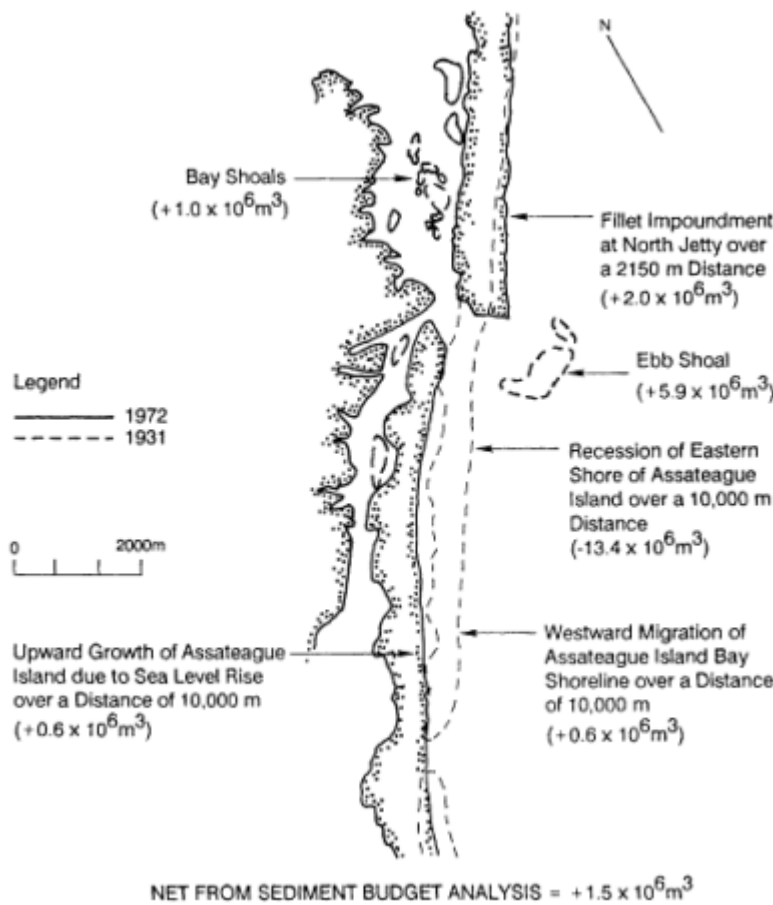 N
Bay Shoals
(+1.0 x 10⁶m³)
Fillet Impoundment
at North Jetty over
a 2150 m Distance
(+2.0 x 10⁶m³)
Ebb Shoal
(+5.9 x 10⁶m³)
Legend
1972
1931
Recession of Eastern
Shore of Assateague
Island over a 10,000 m
Distance
(-13.4 x 10⁶m³)
0 2000m
Upward Growth of Assateague
Island due to Sea Level Rise
over a Distance of 10,000 m
(+0.6 x 10⁶m³)
Westward Migration of
Assateague Island Bay
Shoreline over a Distance
of 10,000 m
(+0.6 x 10⁶m³)
NET FROM SEDIMENT BUDGET ANALYSIS = +1.5 x 10⁶m³